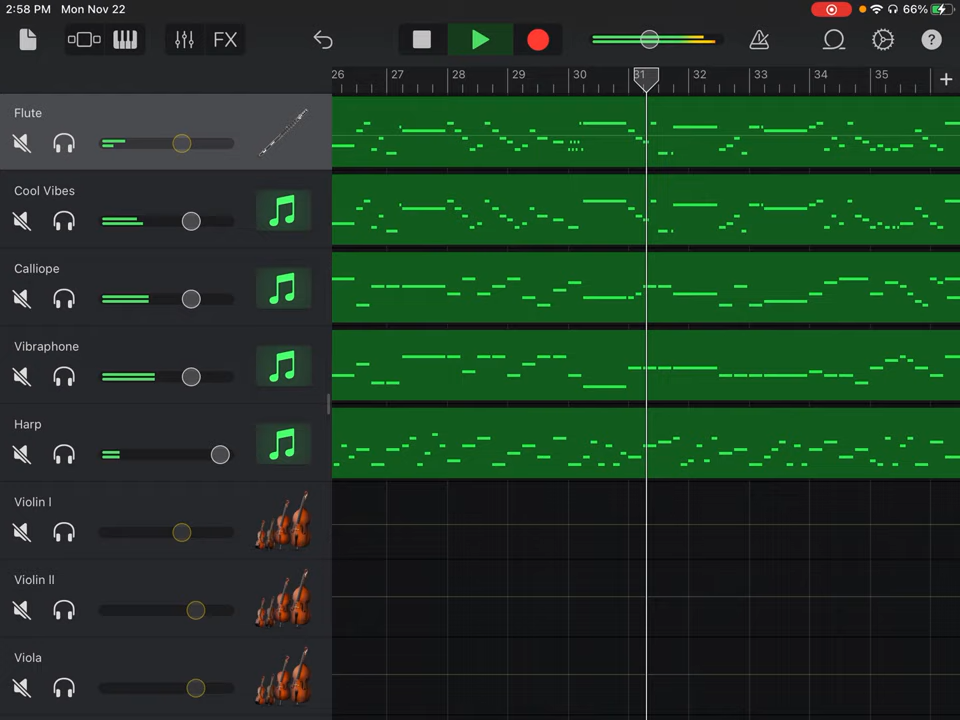 2:58 PM Mon Nov 22
66%
FX
?
26 27 28 29 30 31 32 33 34 35
+
Flute
Cool Vibes
Calliope
Vibraphone
Harp
Violin I
Violin II
Viola